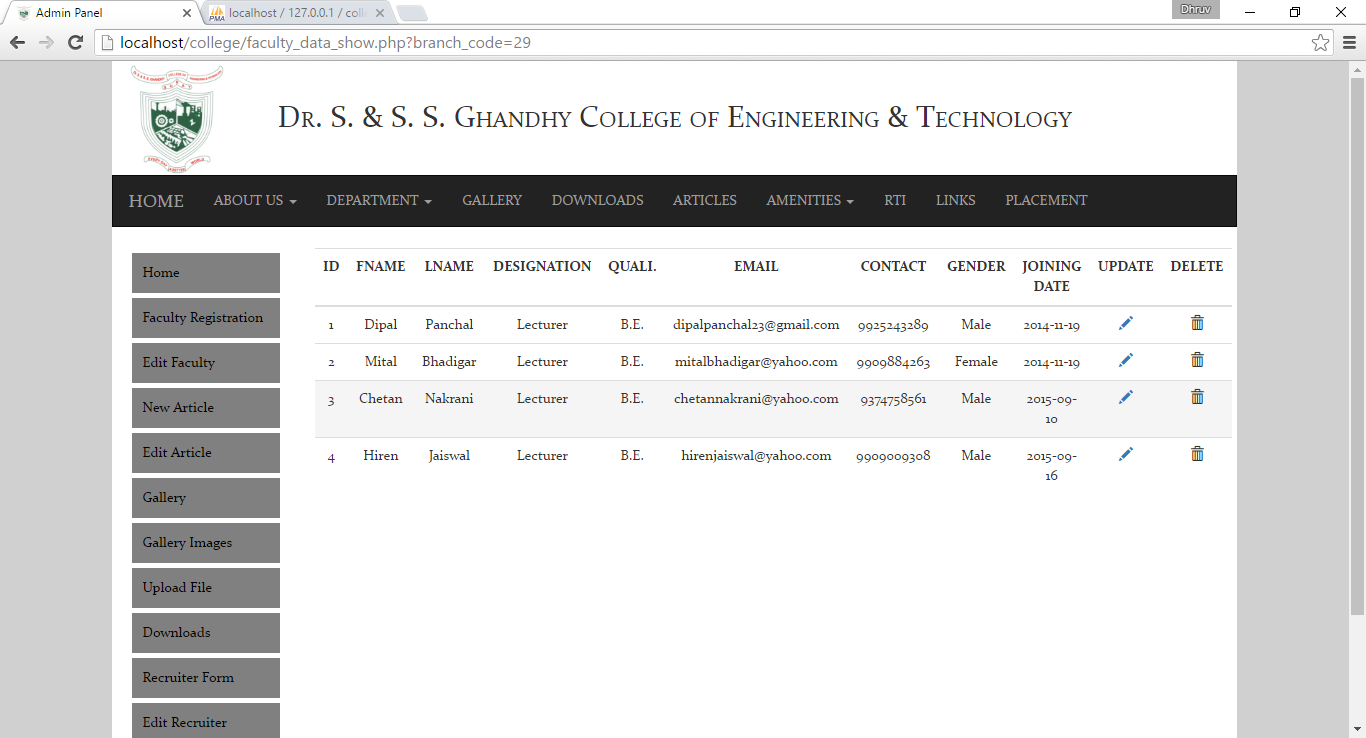 Admin Panel
localhost / 127.0.0.1 / coll
Dhruv
localhost/college/faculty_data_show.php?branch_code=29
Dr. S. & S. S. Ghandhy College of Engineering & Technology
HOME ABOUT US DEPARTMENT GALLERY DOWNLOADS ARTICLES AMENITIES RTI LINKS PLACEMENT
Home
Faculty Registration
Edit Faculty
New Article
Edit Article
Gallery
Gallery Images
Upload File
Downloads
Recruiter Form
Edit Recruiter
ID FNAME LNAME DESIGNATION QUALI. EMAIL CONTACT GENDER JOINING UPDATE DELETE
DATE
1 Dipal Panchal Lecturer B.E. dipalpanchal23@gmail.com 9925243289 Male 2014-11-19
2 Mital Bhadigar Lecturer B.E. mitalbhadigar@yahoo.com 9909884263 Female 2014-11-19
3 Chetan Nakrani Lecturer B.E. chetannakrani@yahoo.com 9374758561 Male 2015-09-
10
4 Hiren Jaiswal Lecturer B.E. hirenjaiswal@yahoo.com 9909009308 Male 2015-09-
16